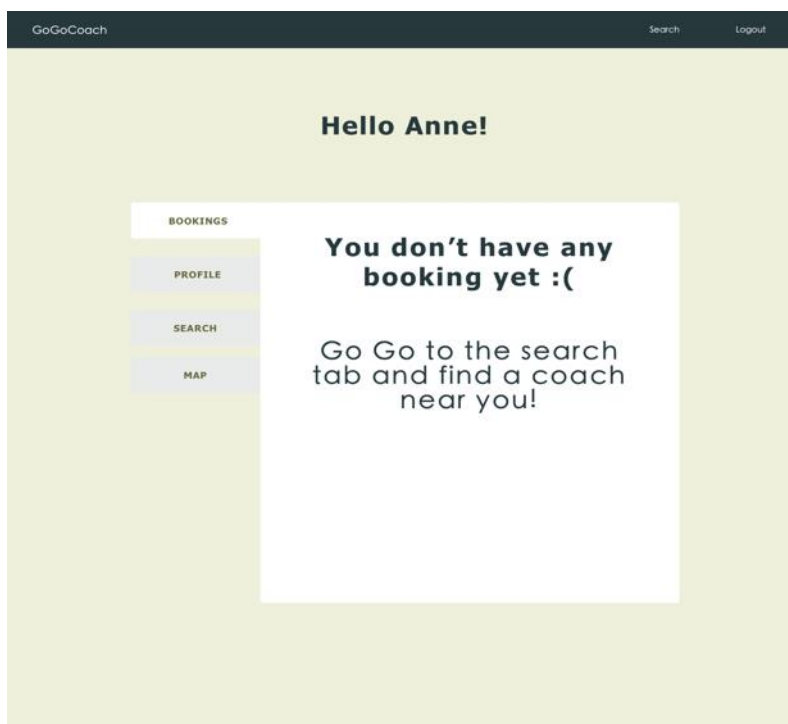 GoGoCoach
Search
Logout
Hello Anne!
BOOKINGS
PROFILE
SEARCH
MAP
You don’t have any
booking yet :(
Go Go to the search
tab and find a coach
near you!